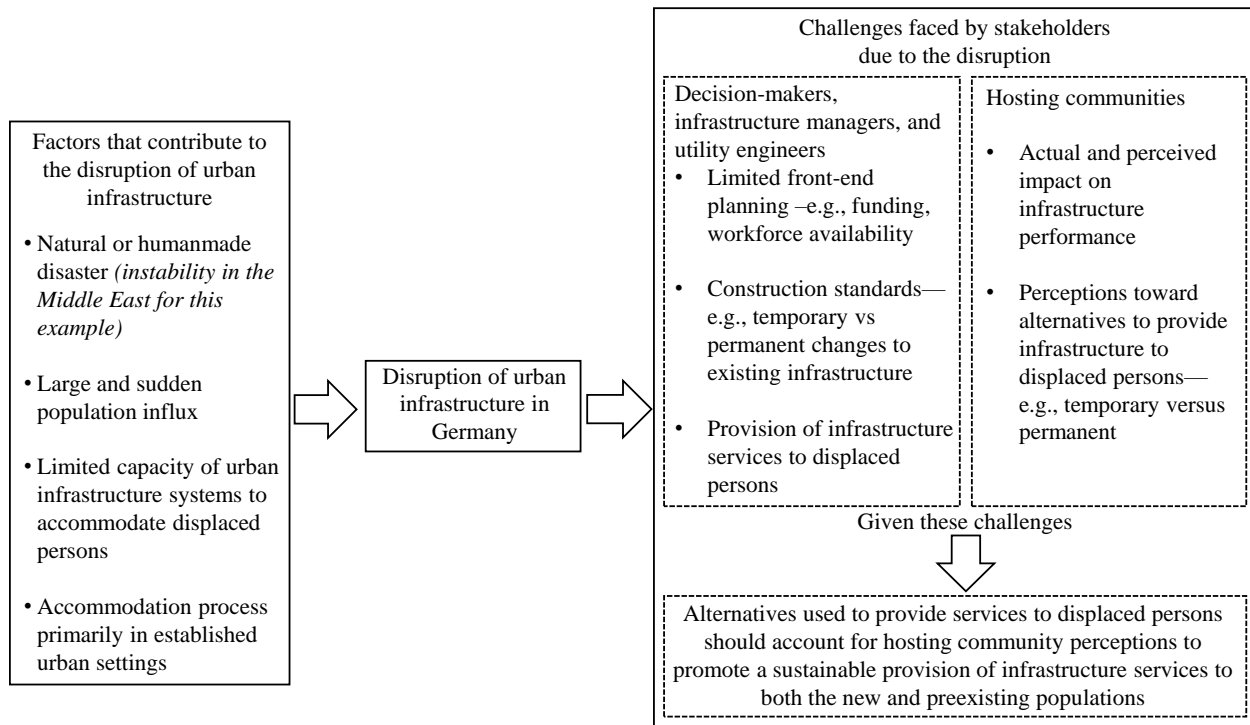 Factors that contribute to
the disruption of urban
infrastructure
• Natural or humanmade
disaster (instability in the
Middle East for this
example)
• Large and sudden
population influx
• Limited capacity of urban
infrastructure systems to
accommodate displaced
persons
• Accommodation process
primarily in established
urban settings
Disruption of urban
infrastructure in
Germany
Challenges faced by stakeholders
due to the disruption
Decision-makers,
infrastructure managers, and
utility engineers
• Limited front-end
planning –e.g., funding,
workforce availability
• Construction standards—
e.g., temporary vs
permanent changes to
existing infrastructure
• Provision of infrastructure
services to displaced
persons
Hosting communities
• Actual and perceived
impact on
infrastructure
performance
• Perceptions toward
alternatives to provide
infrastructure to
displaced persons—
e.g., temporary versus
permanent
Given these challenges
Alternatives used to provide services to displaced persons
should account for hosting community perceptions to
promote a sustainable provision of infrastructure services to
both the new and preexisting populations